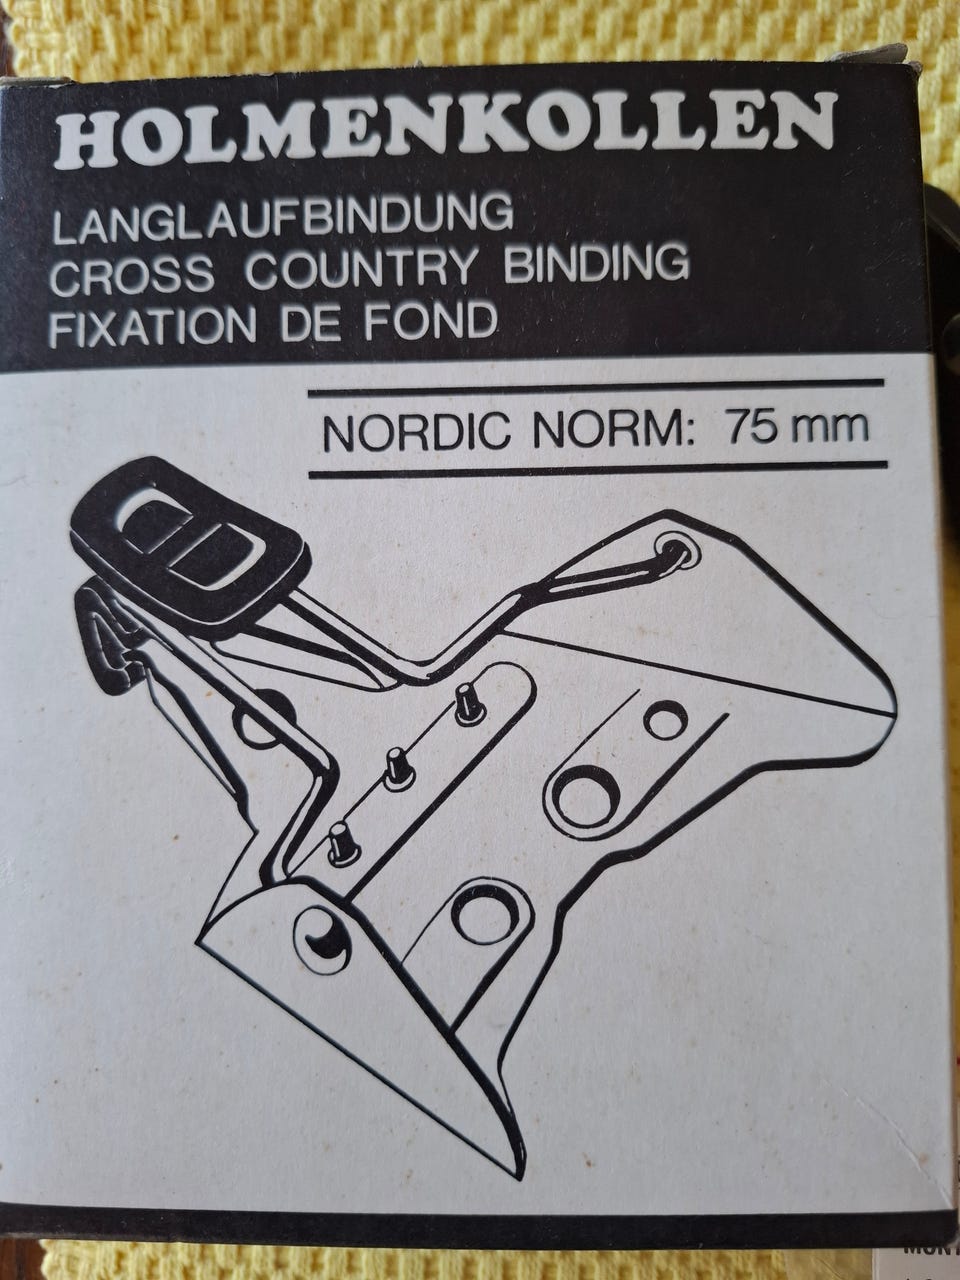 HOLMENKOLLEN
LANGLAUFBINDUNG
CROSS COUNTRY BINDING
FIXATION DE FOND
NORDIC NORM: 75 mm